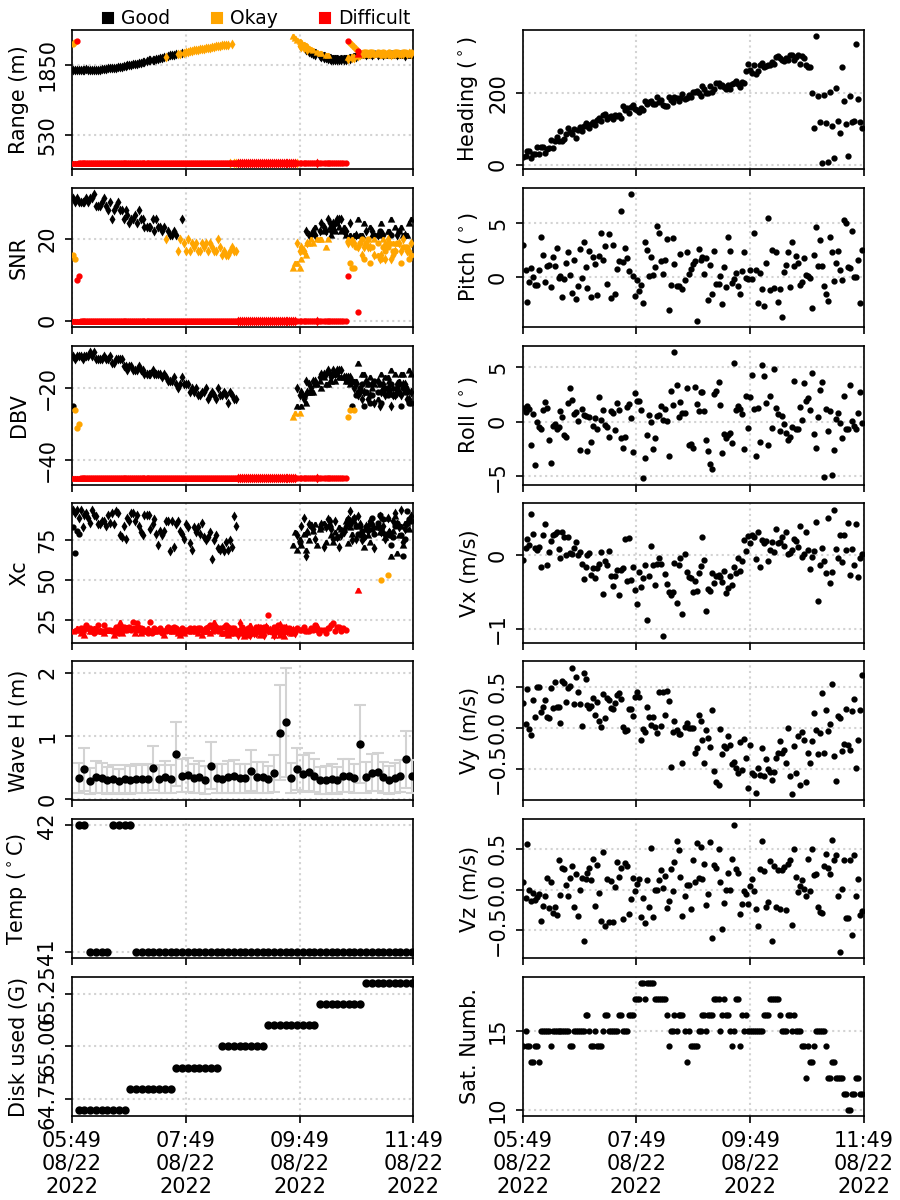 Good Okay Difficult
Range (m)
1850
530
Heading (°)
200
0
SNR
20
0
Pitch (°)
5
0
DBV
−20
−40
Roll (°)
5
0
−5
Xc
75
50
25
Vx (m/s)
0
−1
Wave H (m)
2
1
0
Vy (m/s)
0.5
0.0
−0.5
Temp (°C)
42
41
Vz (m/s)
0.5
0.0
−0.5
Disk used (G)
65.25
65.00
64.75
Sat. Numb.
15
10
05:49 07:49 09:49 11:49
08/22 08/22 08/22 08/22
2022 2022 2022 2022
05:49 07:49 09:49 11:49
08/22 08/22 08/22 08/22
2022 2022 2022 2022